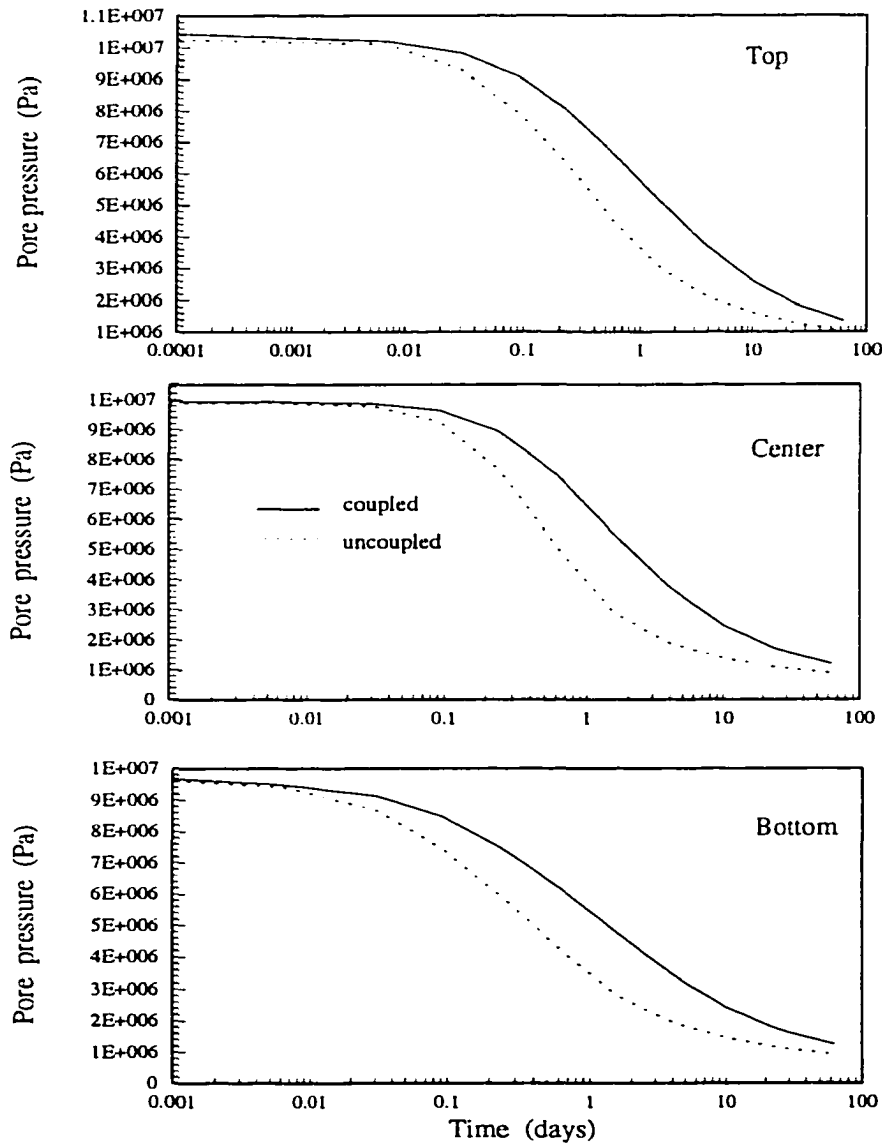 1.1E+007
1E+007
9E+006
8E+006
7E+006
6E+006
5E+006
4E+006
3E+006
2E+006
1E+006
Pore pressure (Pa)
Top
0.0001 0.001 0.01 0.1 1 10 100
1E+007
9E+006
8E+006
7E+006
6E+006
5E+006
4E+006
3E+006
2E+006
1E+006
0
Pore pressure (Pa)
Center
coupled
uncoupled
0.001 0.01 0.1 1 10 100
1E+007
9E+006
8E+006
7E+006
6E+006
5E+006
4E+006
3E+006
2E+006
1E+006
0
Pore pressure (Pa)
Bottom
0.001 0.01 0.1 1 10 100
Time (days)